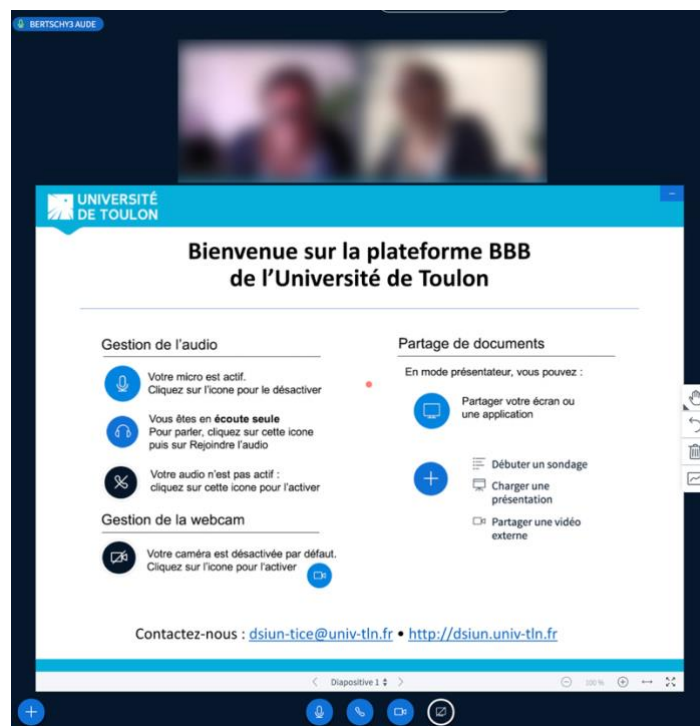 BERTSCHY3 AUDE
UNIVERSITÉ
DE TOULON
Bienvenue sur la plateforme BBB
de l’Université de Toulon
Gestion de l’audio
Votre micro est actif.
Cliquez sur l’icone pour le désactiver
Vous êtes en écoute seule
Pour parler, cliquez sur cette icone
puis sur Rejoindre l’audio
Votre audio n’est pas actif :
cliquez sur cette icone pour l’activer
Gestion de la webcam
Votre caméra est désactivée par défaut.
Cliquez sur l’icone pour l’activer
Partage de documents
En mode présentateur, vous pouvez :
Partager votre écran ou
une application
Débuter un sondage
Charger une
présentation
Partager une vidéo
externe
Contactez-nous : dsiun-tice@univ-tln.fr • http://dsiun.univ-tln.fr
Diapositive 1
100 %